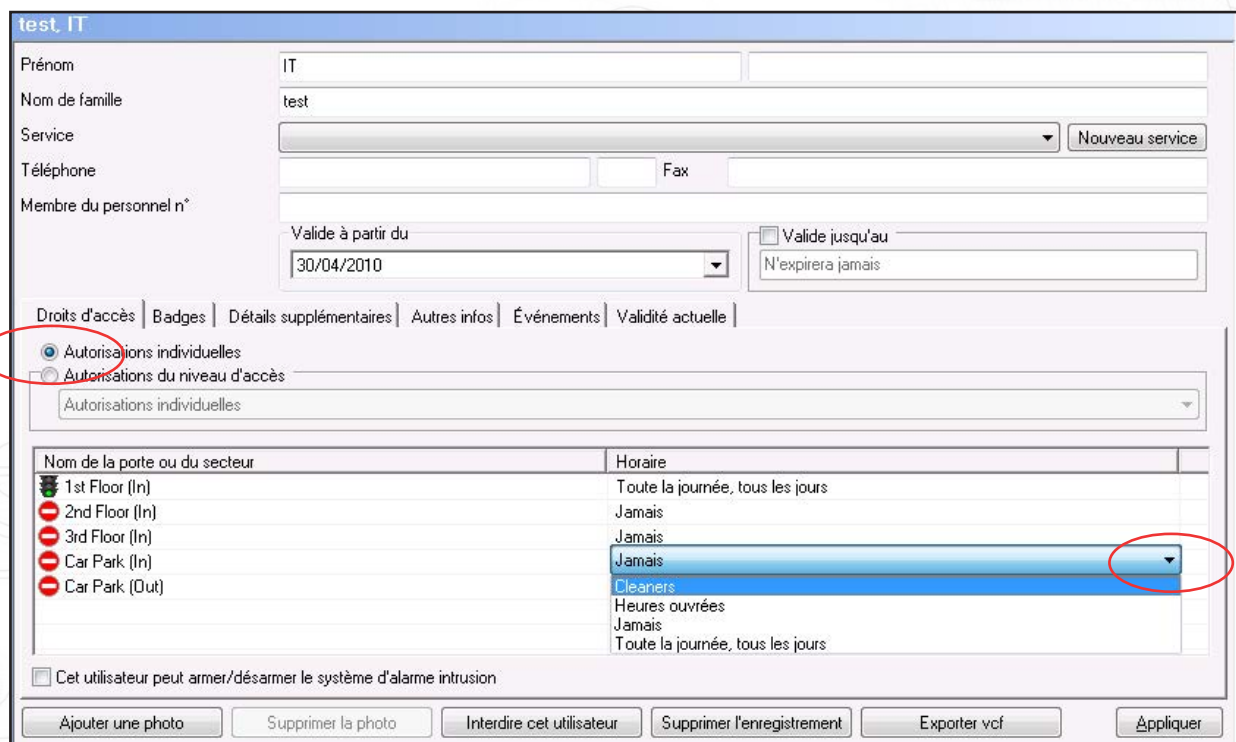 test, IT
Prénom IT
Nom de famille test
Service Nouveau service
Téléphone Fax
Membre du personnel n°
Valide à partir du Valide jusqu'au
30/04/2010 N'expirera jamais
Droits d'accès Badges Détails supplémentaires Autres infos Événements Validité actuelle
Autorisations individuelles
Autorisations du niveau d'accès
Autorisations individuelles
Nom de la porte ou du secteur Horaire
1st Floor (In) Toute la journée, tous les jours
2nd Floor (In) Jamais
3rd Floor (In) Jamais
Car Park (In) Jamais
Car Park (Out) Cleaners
Heures ouvrées
Jamais
Toute la journée, tous les jours
Cet utilisateur peut armer/désarmer le système d'alarme intrusion
Ajouter une photo Supprimer la photo Interdire cet utilisateur Supprimer l'enregistrement Exporter vcf Appliquer